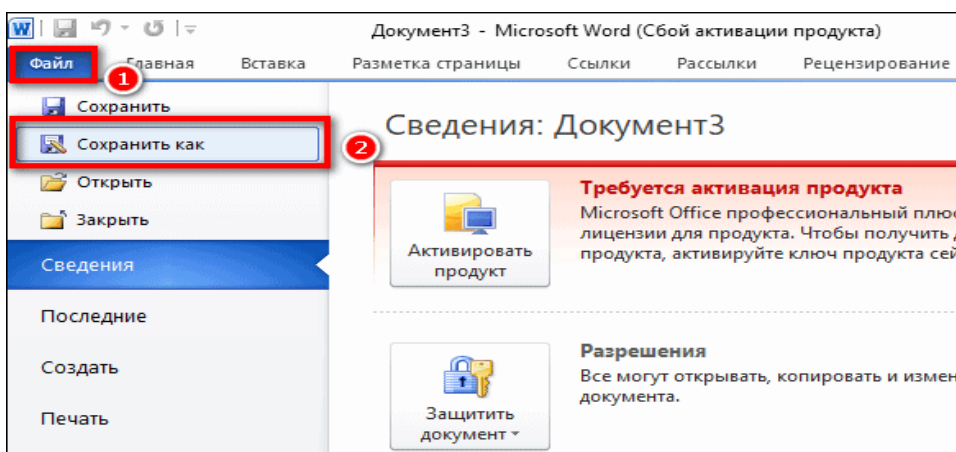 W
Документ3 - Microsoft Word (Сбой активации продукта)
Файл Главная Вставка Разметка страницы Ссылки Рассылки Рецензирование
1
Сохранить
Сохранить как
2
Открыть
Закрыть
Сведения
Последние
Создать
Печать
Сведения: Документ3
Активировать
продукт
Требуется активация продукта
Microsoft Office профессиональный плюс
лицензии для продукта. Чтобы получить
продукта, активируйте ключ продукта сей
Защитить
документ
Разрешения
Все могут открывать, копировать и измен
документа.